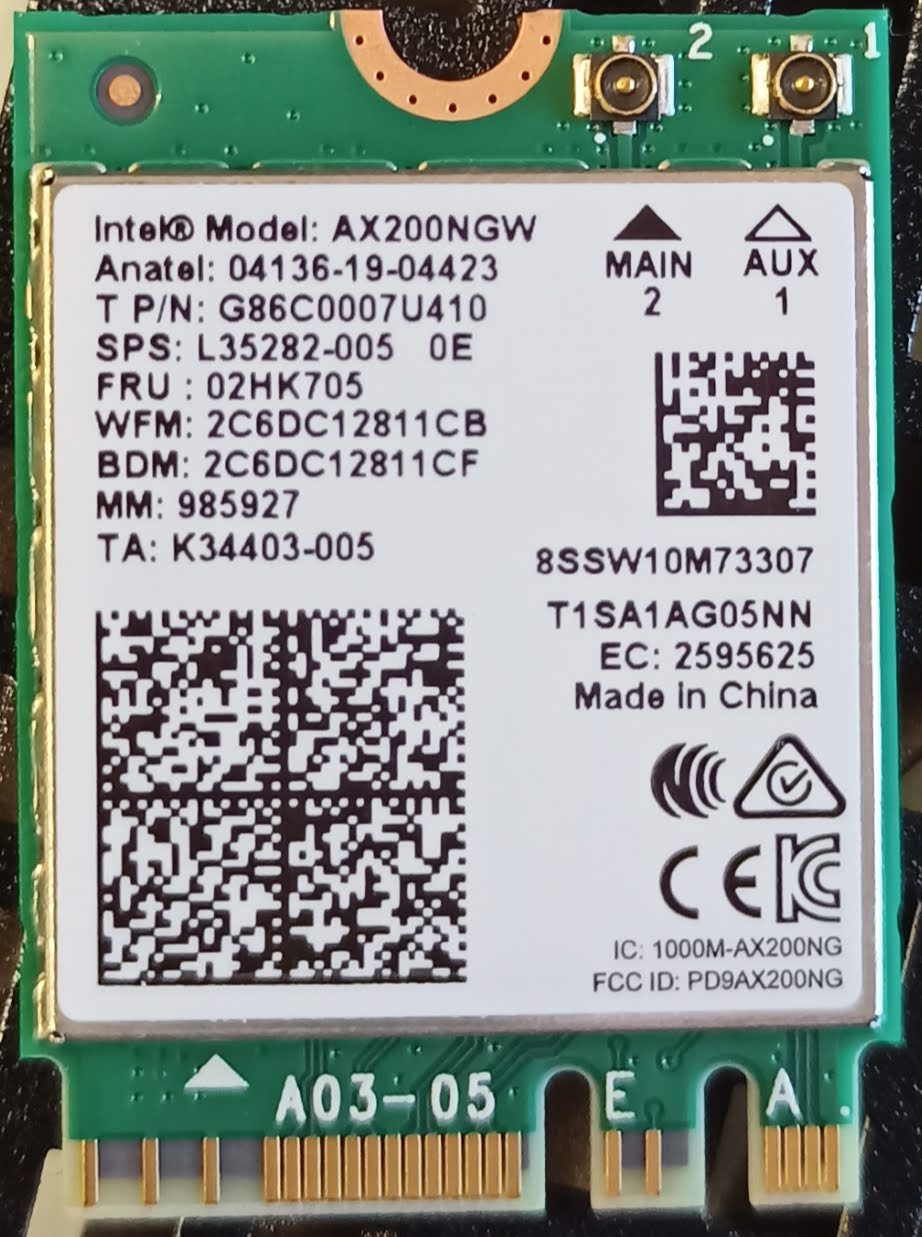 2 1
Intel® Model: AX200NGW
Anatel: 04136-19-04423
T P/N: G86C0007U410
SPS: L35282-005 0E
FRU : 02HK705
WFM: 2C6DC12811CB
BDM: 2C6DC12811CF
MM: 985927
TA: K34403-005
MAIN AUX
2 1
8SSW10M73307
T1SA1AG05NN
EC: 2595625
Made in China
CE
IC: 1000M-AX200NG
FCC ID: PD9AX200NG
A03-05 E A